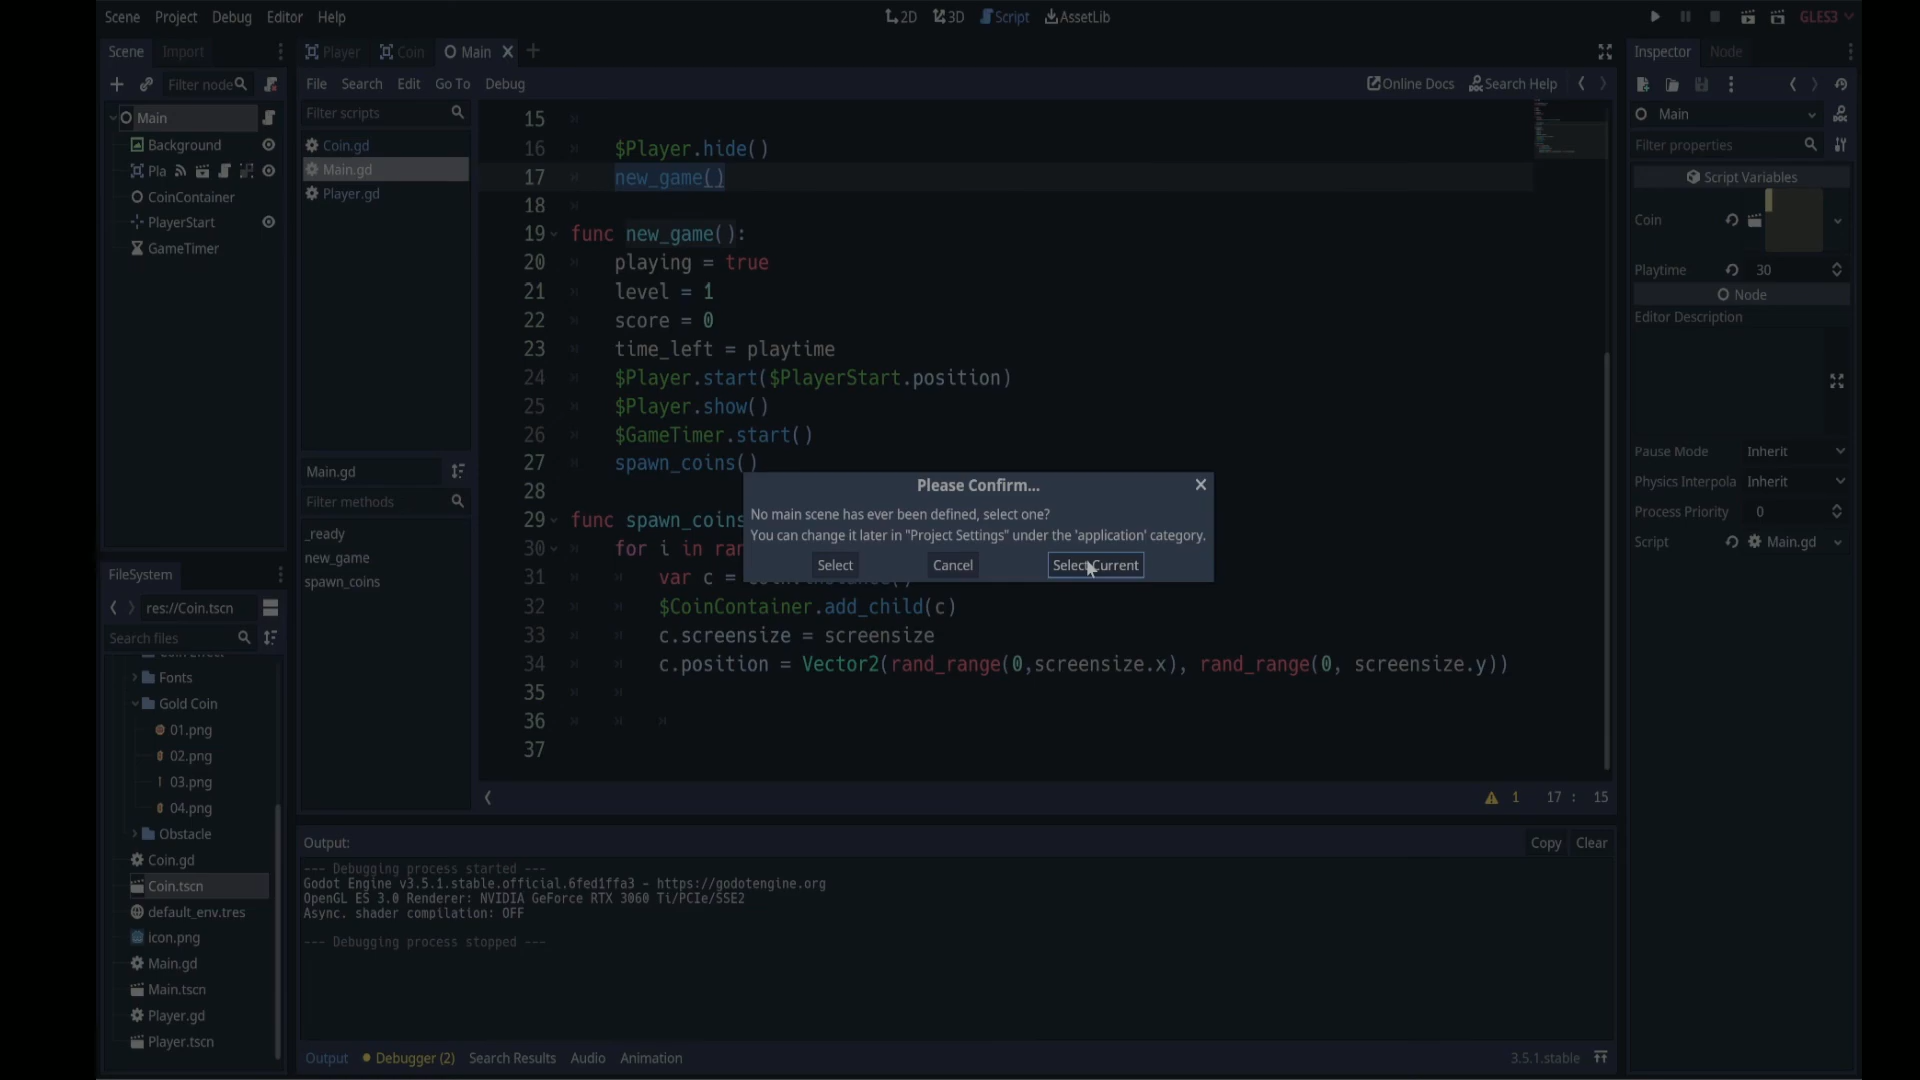 Scene Project Debug Editor Help
2D 3D Script AssetLib
GLES3
Scene Import
Filter node
Main
Background
Pla
CoinContainer
PlayerStart
GameTimer
FileSystem
res://Coin.tscn
Search files
Fonts
Gold Coin
01.png
02.png
03.png
04.png
Obstacle
Coin.gd
Coin.tscn
default_env.tres
icon.png
Main.gd
Main.tscn
Player.gd
Player.tscn
Player Coin Main
File Search Edit Go To Debug
Online Docs Search Help
Filter scripts
Coin.gd
Main.gd
Player.gd
Main.gd
Filter methods
_ready
new_game
spawn_coins
15
16 $Player.hide()
17 new_game()
18
19 func new_game():
20 playing = true
21 level = 1
22 score = 0
23 time_left = playtime
24 $Player.start($PlayerStart.position)
25 $Player.show()
26 $GameTimer.start()
27 spawn_coins()
28
29 func spawn_coins
30 for i in ran
31 var c =
32 $CoinContainer.add_child(c)
33 c.screensize = screensize
34 c.position = Vector2(rand_range(0,screensize.x), rand_range(0, screensize.y))
35
36
37
1 17 : 15
Please Confirm...
No main scene has ever been defined, select one?
You can change it later in "Project Settings" under the 'application' category.
Select Cancel Select Current
Output:
Copy Clear
--- Debugging process started ---
Godot Engine v3.5.1.stable.official.6fed1ffa3 - https://godotengine.org
OpenGL ES 3.0 Renderer: NVIDIA GeForce RTX 3060 Ti/PCIe/SSE2
Async. shader compilation: OFF
--- Debugging process stopped ---
Output Debugger (2) Search Results Audio Animation
3.5.1.stable
Inspector Node
Main
Filter properties
Script Variables
Coin
Playtime 30
Node
Editor Description
Pause Mode Inherit
Physics Interpola Inherit
Process Priority 0
Script Main.gd